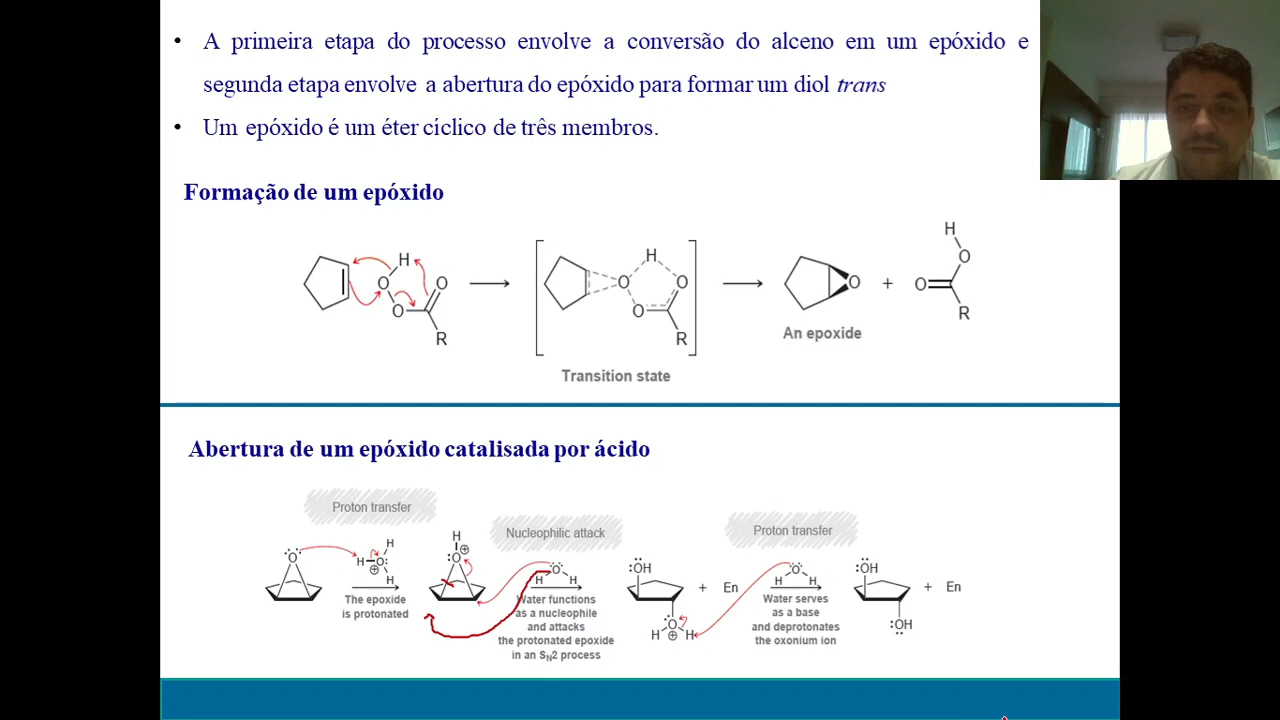 • A primeira etapa do processo envolve a conversão do alceno em um epóxido e
segunda etapa envolve a abertura do epóxido para formar um diol trans
• Um epóxido é um éter cíclico de três membros.
Formação de um epóxido
H
O
O
O
R
H
O
O
O
R
Transition state
O
An epoxide
+
H
O
O
R
Abertura de um epóxido catalisada por ácido
Proton transfer
Nucleophilic attack
Proton transfer
O
H
H
O
H
⊕
The epoxide
is protonated
H
O
⊕
O
H
H
Water functions
as a nucleophile
and attacks
the protonated epoxide
in an SN2 process
:OH
O
H
H
⊕
+ En
O
H
H
Water serves
as a base
and deprotonates
the oxonium ion
:OH
:OH
+ En